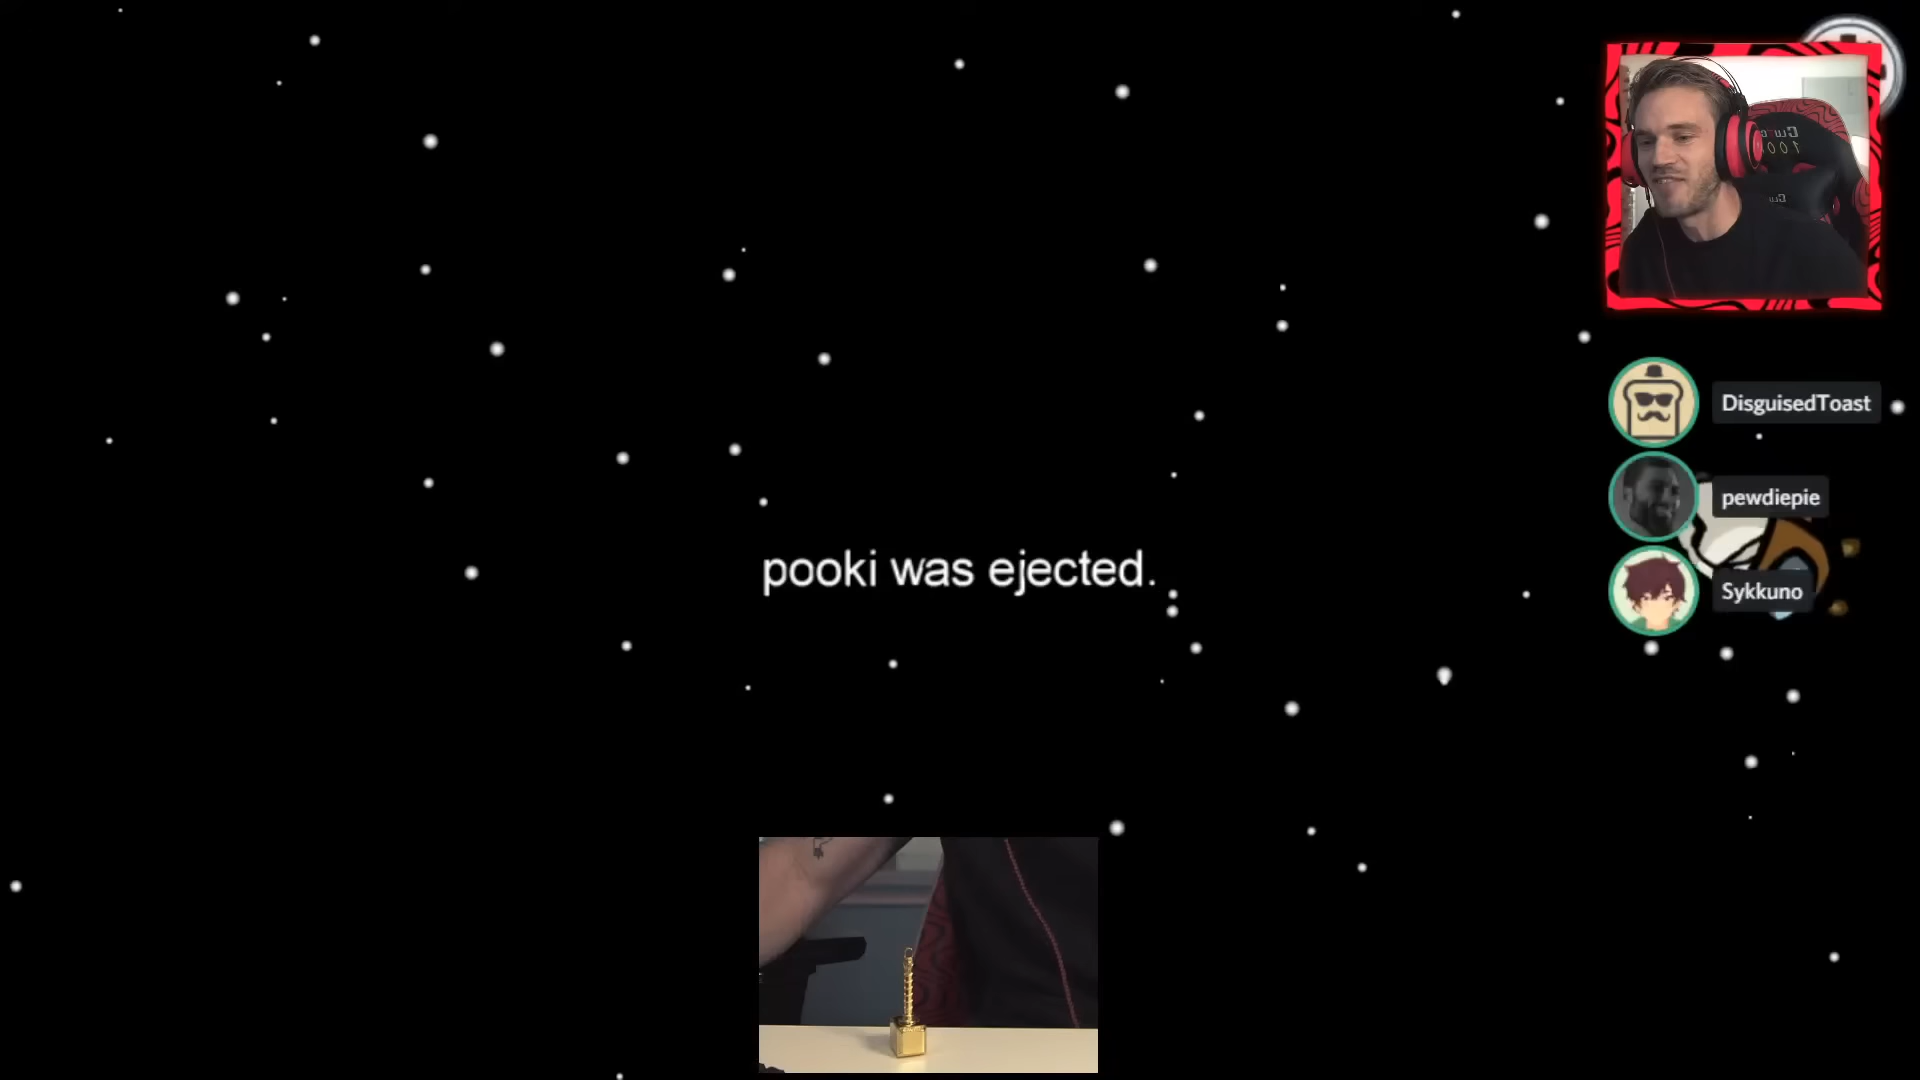 DisguisedToast
pewdiepie
pooki was ejected.
Sykkuno